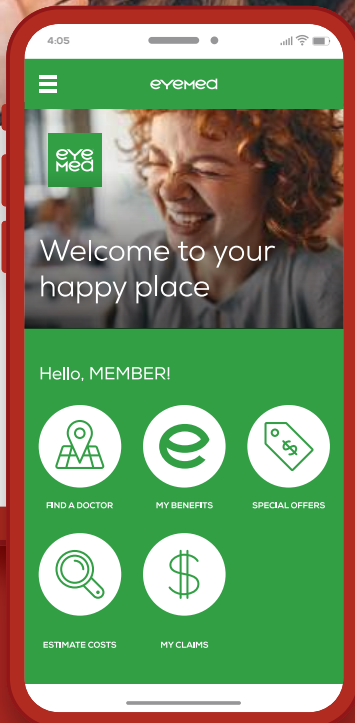 4:05
eyemed
eye
med
Welcome to your
happy place
Hello, MEMBER!
FIND A DOCTOR
MY BENEFITS
SPECIAL OFFERS
ESTIMATE COSTS
MY CLAIMS